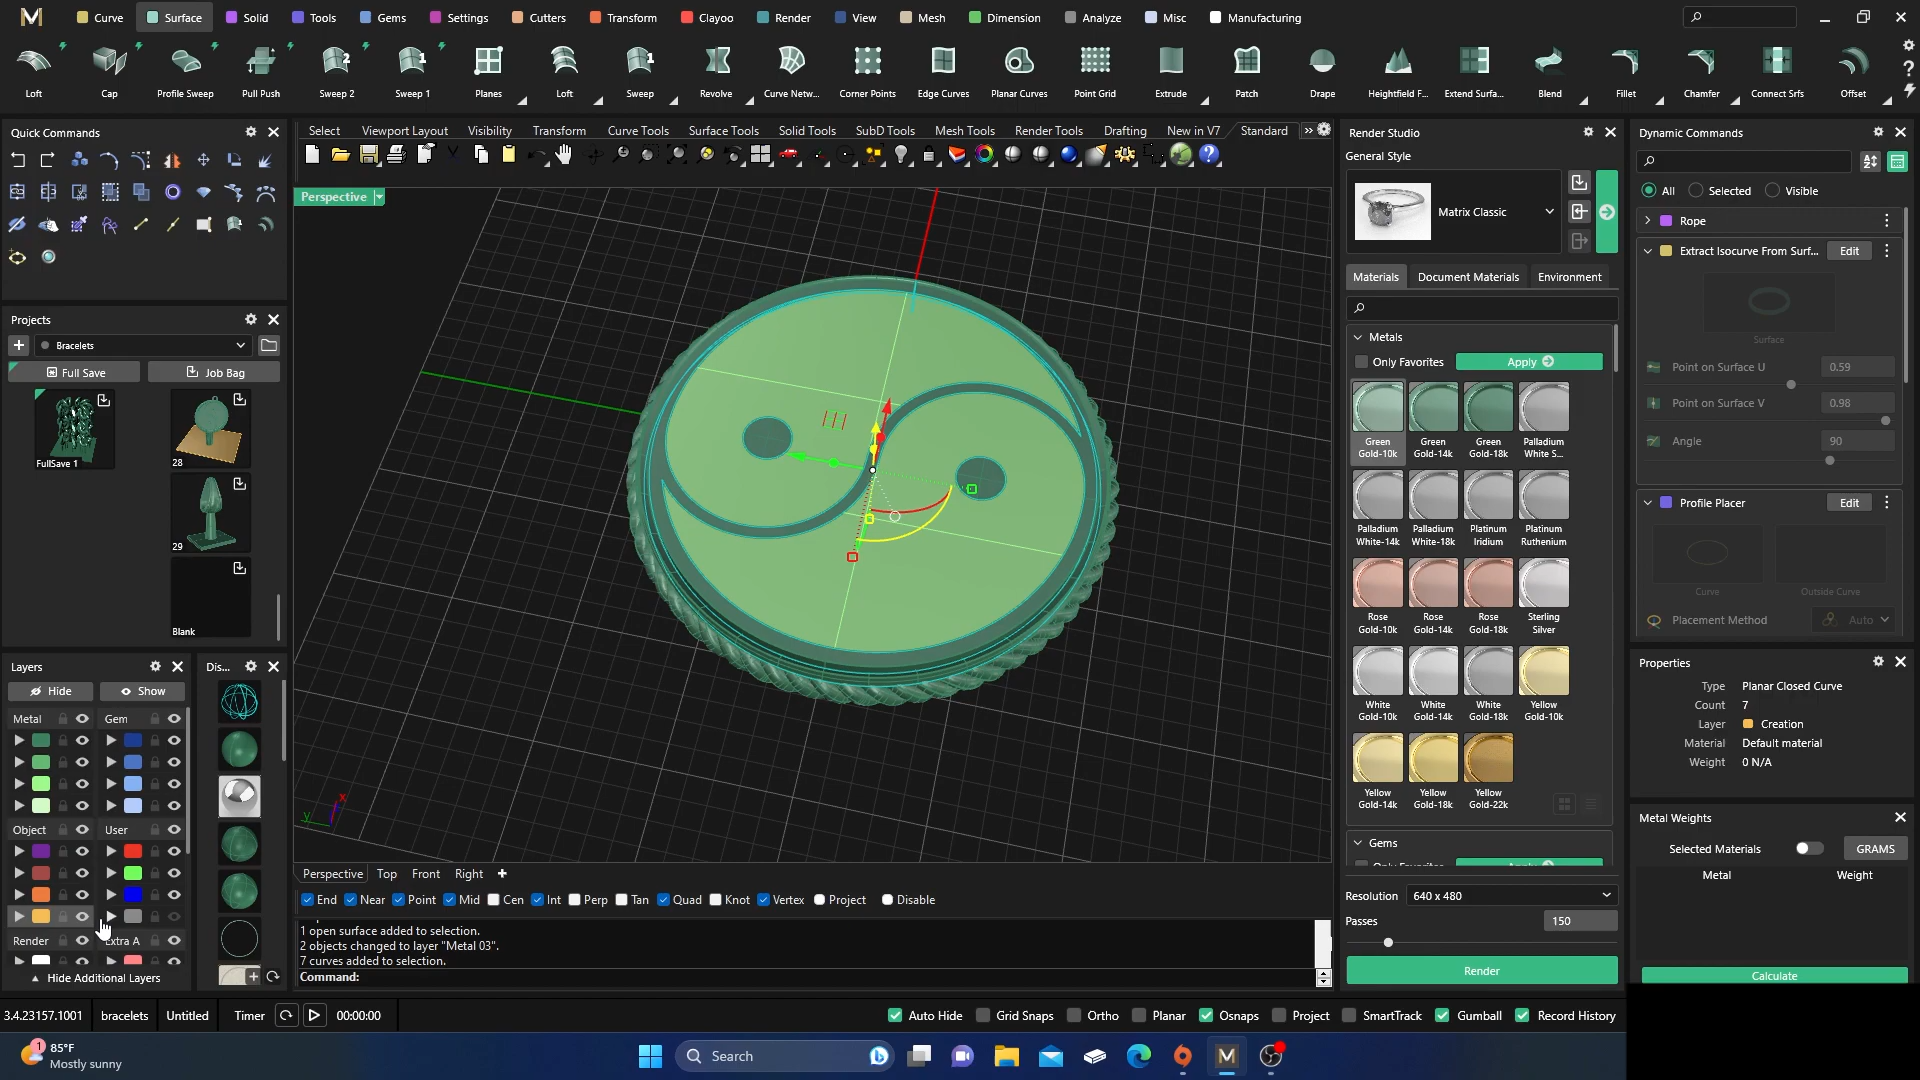 M
Curve
Surface
Solid
Tools
Gems
Settings
Cutters
Transform
Clayoo
Render
View
Mesh
Dimension
Analyze
Misc
Manufacturing
Loft
Cap
Profile Sweep
Pull Push
Sweep 2
Sweep 1
Planes
Loft
Sweep
Revolve
Curve Netw...
Corner Points
Edge Curves
Planar Curves
Point Grid
Extrude
Patch
Drape
Heightfield F...
Extend Surfa...
Blend
Fillet
Chamfer
Connect Srfs
Offset
Quick Commands
Select
Viewport Layout
Visibility
Transform
Curve Tools
Surface Tools
Solid Tools
SubD Tools
Mesh Tools
Render Tools
Drafting
New in V7
Standard
Perspective
Projects
Bracelets
Full Save
Job Bag
FullSave 1
28
29
Blank
Layers
Hide
Show
Metal
Gem
Object
User
Render
Extra A
Hide Additional Layers
Dis...
y
x
Perspective
Top
Front
Right
End
Near
Point
Mid
Cen
Int
Perp
Tan
Quad
Knot
Vertex
Project
Disable
1 open surface added to selection.
2 objects changed to layer "Metal 03".
7 curves added to selection.
Command:
Render Studio
General Style
Matrix Classic
Materials
Document Materials
Environment
Metals
Only Favorites
Apply
Green Gold-10k
Green Gold-14k
Green Gold-18k
Palladium White S...
Palladium White-14k
Palladium White-18k
Platinum Iridium
Platinum Ruthenium
Rose Gold-10k
Rose Gold-14k
Rose Gold-18k
Sterling Silver
White Gold-10k
White Gold-14k
White Gold-18k
Yellow Gold-10k
Yellow Gold-14k
Yellow Gold-18k
Yellow Gold-22k
Gems
Only Favorites
Apply
Resolution
640 x 480
Passes
150
Render
Dynamic Commands
All
Selected
Visible
Rope
Extract Isocurve From Surf...
Edit
Surface
Point on Surface U
0.59
Point on Surface V
0.98
Angle
90
Profile Placer
Edit
Curve
Outside Curve
Placement Method
Auto
Properties
Type Planar Closed Curve
Count 7
Layer Creation
Material Default material
Weight 0 N/A
Metal Weights
Selected Materials
GRAMS
Metal
Weight
Calculate
3.4.23157.1001
bracelets
Untitled
Timer
00:00:00
Auto Hide
Grid Snaps
Ortho
Planar
Osnaps
Project
SmartTrack
Gumball
Record History
1
85°F
Mostly sunny
Search